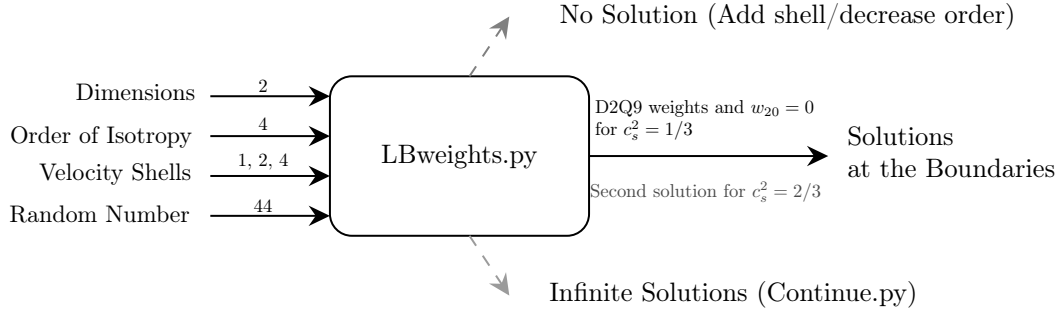 No Solution (Add shell/decrease order)
Dimensions
2
Order of Isotropy
4
Velocity Shells
1, 2, 4
Random Number
44
LBweights.py
D2Q9 weights and $w_{20} = 0$
for $c_s^2 = 1/3$
Second solution for $c_s^2 = 2/3$
Solutions
at the Boundaries
Infinite Solutions (Continue.py)